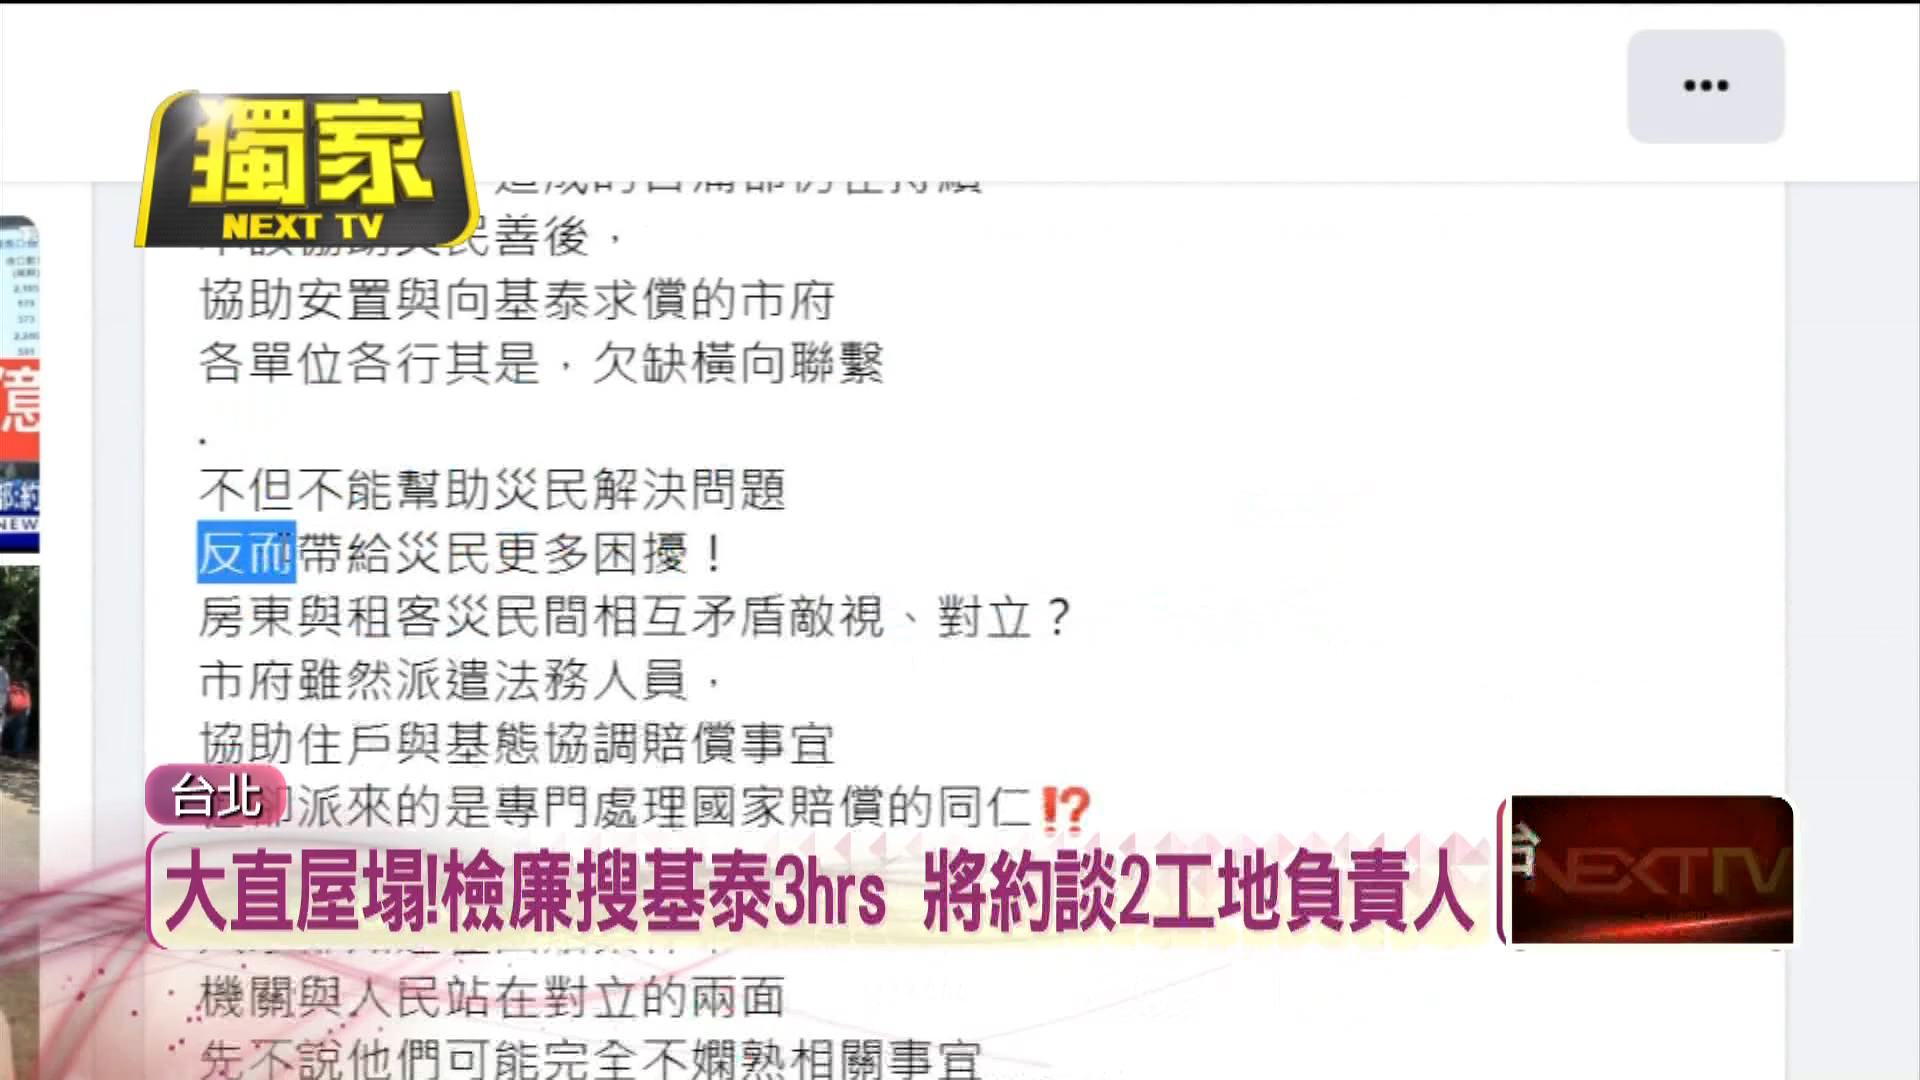 獨家
NEXT TV
民善後，
協助安置與向基泰求償的市府
各單位各行其是，欠缺橫向聯繫
.
不但不能幫助災民解決問題
反而帶給災民更多困擾！
房東與租客災民間相互矛盾敵視、對立？
市府雖然派遣法務人員，
協助住戶與基態協調賠償事宜
台北
卻派來的是專門處理國家賠償的同仁⁉
大直屋塌!檢廉搜基泰3hrs 將約談2工地負責人
台
NEXTTV
機關與人民站在對立的兩面
先不說他們可能完全不嫻熟相關事宜
億
NEW